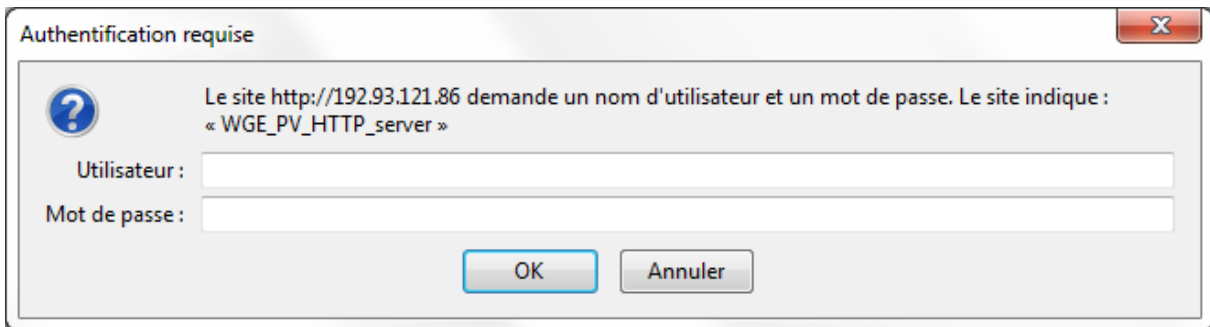 Authentification requise
Le site http://192.93.121.86 demande un nom d'utilisateur et un mot de passe. Le site indique :
« WGE_PV_HTTP_server »
Utilisateur :
Mot de passe :
OK
Annuler